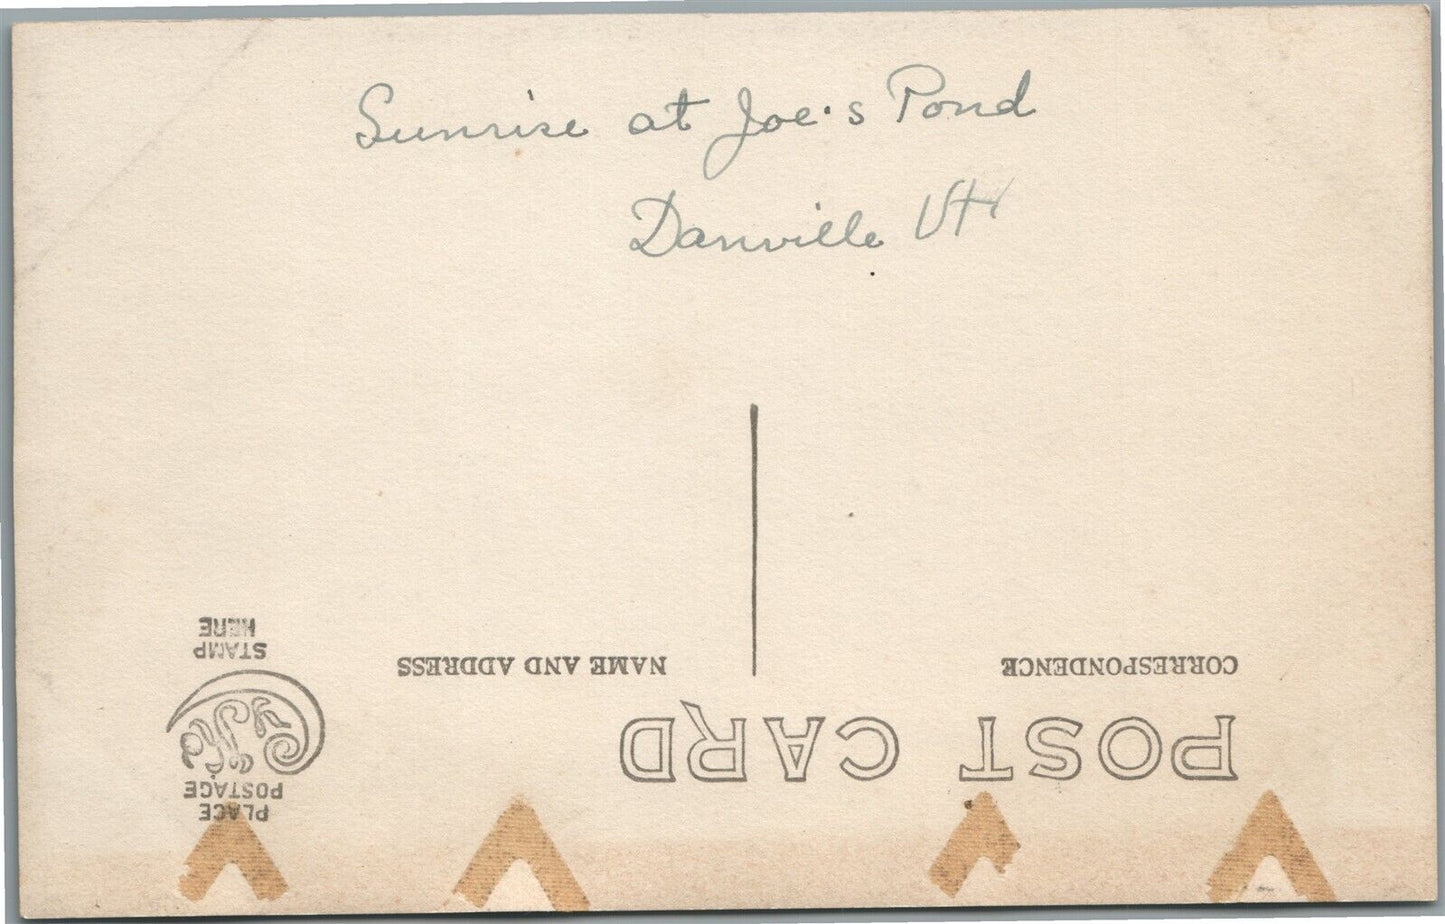 Sunrise at Joe's Pond
Danville Vt
POST CARD
CORRESPONDENCE
NAME AND ADDRESS
PLACE
POSTAGE
STAMP
HERE